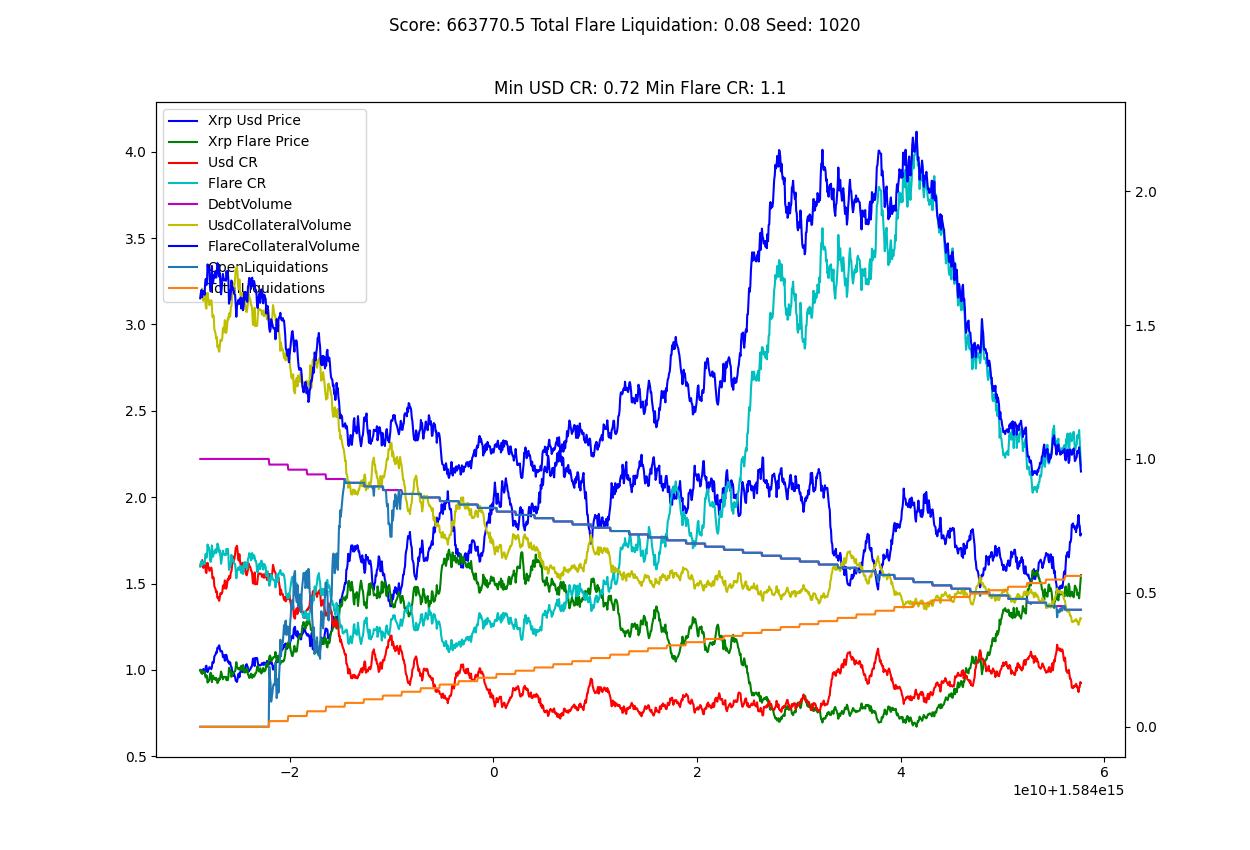 Score: 663770.5 Total Flare Liquidation: 0.08 Seed: 1020
Min USD CR: 0.72 Min Flare CR: 1.1
Xrp Usd Price
Xrp Flare Price
Usd CR
Flare CR
DebtVolume
UsdCollateralVolume
FlareCollateralVolume
OpenLiquidations
TotalLiquidations
4.0
3.5
3.0
2.5
2.0
1.5
1.0
0.5
2.0
1.5
1.0
0.5
0.0
−2
0
2
4
6
1e10+1.584e15